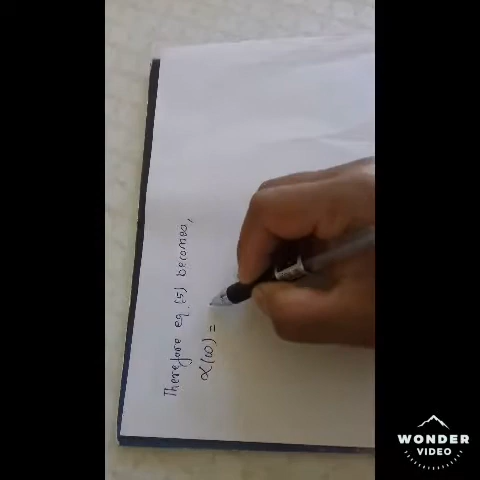 Therefore eq. (5) becomes,
α(ω) =
WONDER
VIDEO